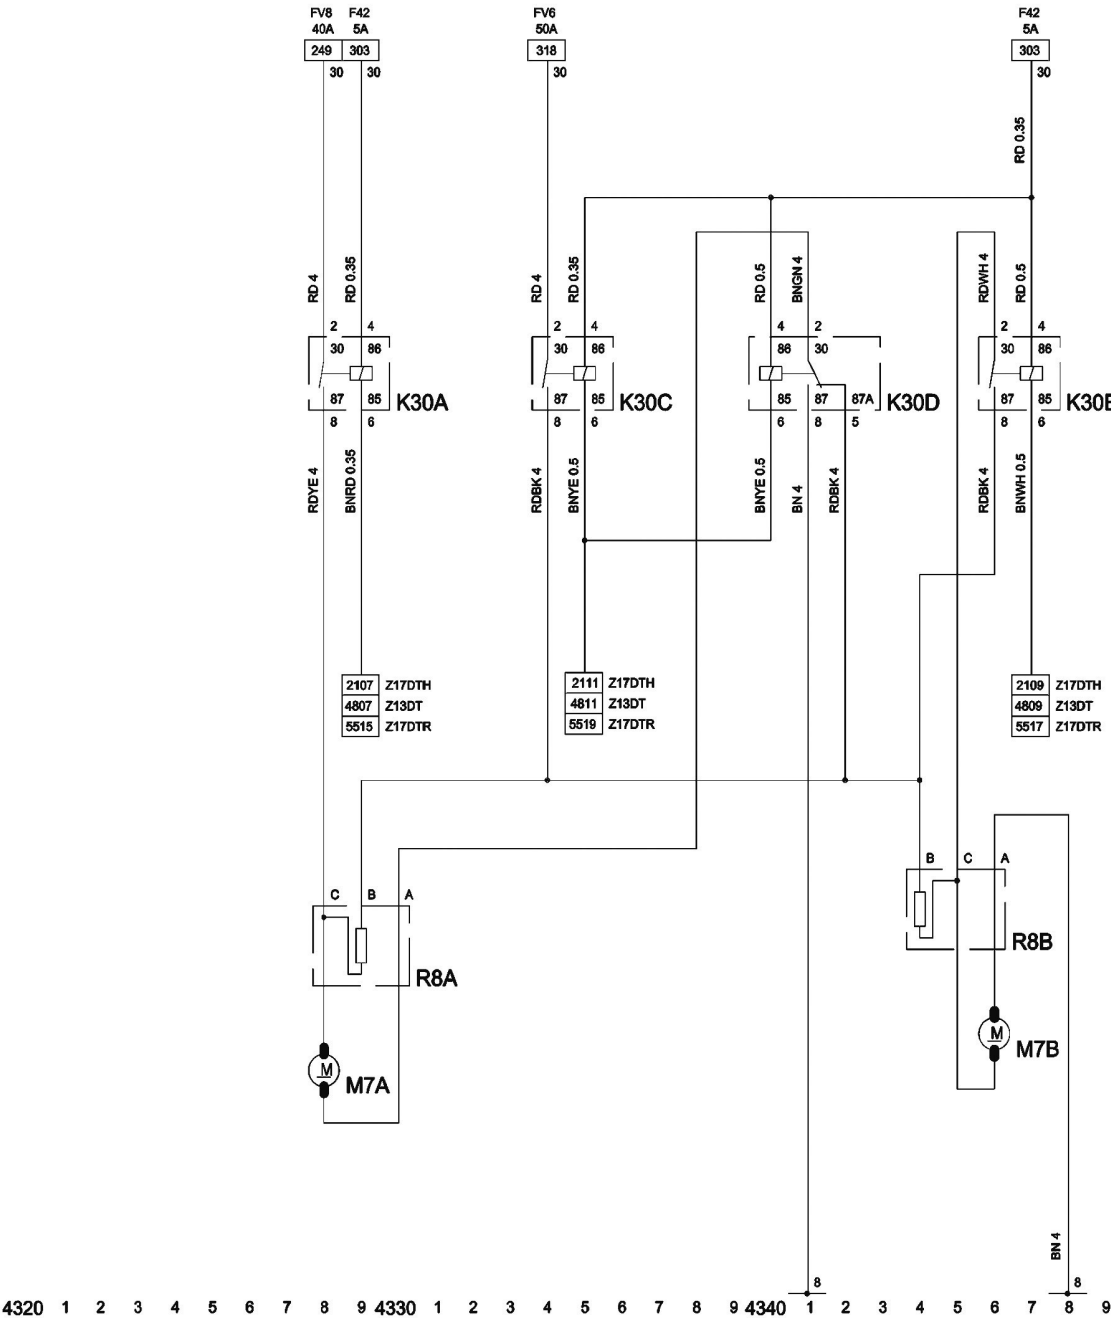 FV8 F42 FV6 F42
40A 5A 50A 5A
249 303 318 303
30 30 30 30
RD 0.35
RD 4 RD 0.35 RD 4 RD 0.35 RD 0.5 BNGN 4 RDWH 4 RD 0.5
2 4 2 4 4 2 2 4
30 86 30 86 86 30 30 86
87 85 K30A 87 85 K30C 85 87 87A K30D 87 85
8 6 8 6 6 8 5 8 6
RDYE 4 BNRD 0.35 RDBK 4 BNYE 0.5 BNYE 0.5 BN 4 RDBK 4 RDBK 4 BNWH 0.5
2107 Z17DTH 2111 Z17DTH 2109 Z17DTH
4807 Z13DT 4811 Z13DT 4809 Z13DT
5515 Z17DTR 5519 Z17DTR 5517 Z17DTR
B C A
C B A
R8B
R8A
M M7B
M M7A
BN 4
8 8
4320 1 2 3 4 5 6 7 8 9 4330 1 2 3 4 5 6 7 8 9 4340 1 2 3 4 5 6 7 8 9